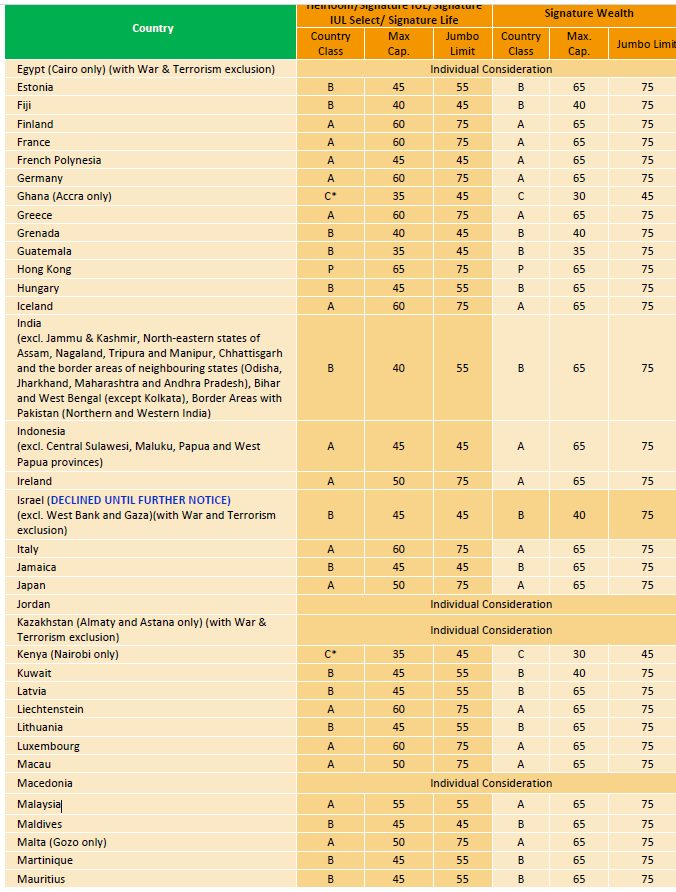 Heirloom/Signature IUL/Signature
IUL Select/ Signature Life
Signature Wealth
Country
Country Class
Max Cap.
Jumbo Limit
Country Class
Max. Cap.
Jumbo Limit
Egypt (Cairo only) (with War & Terrorism exclusion) Individual Consideration
Estonia B 45 55 B 65 75
Fiji B 40 45 B 40 75
Finland A 60 75 A 65 75
France A 60 75 A 65 75
French Polynesia A 45 45 A 65 75
Germany A 60 75 A 65 75
Ghana (Accra only) C* 35 45 C 30 45
Greece A 60 75 A 65 75
Grenada B 40 45 B 40 75
Guatemala B 35 45 B 35 75
Hong Kong P 65 75 P 65 75
Hungary B 45 55 B 65 75
Iceland A 60 75 A 65 75
India
(excl. Jammu & Kashmir, North-eastern states of
Assam, Nagaland, Tripura and Manipur, Chhattisgarh
and the border areas of neighbouring states (Odisha,
Jharkhand, Maharashtra and Andhra Pradesh), Bihar
and West Bengal (except Kolkata), Border Areas with
Pakistan (Northern and Western India)
B 40 55 B 65 75
Indonesia
(excl. Central Sulawesi, Maluku, Papua and West
Papua provinces)
A 45 45 A 65 75
Ireland A 50 75 A 65 75
Israel (DECLINED UNTIL FURTHER NOTICE)
(excl. West Bank and Gaza)(with War and Terrorism
exclusion)
B 45 45 B 40 75
Italy A 60 75 A 65 75
Jamaica B 45 45 B 65 75
Japan A 50 75 A 65 75
Jordan Individual Consideration
Kazakhstan (Almaty and Astana only) (with War &
Terrorism exclusion)
Individual Consideration
Kenya (Nairobi only) C* 35 45 C 30 45
Kuwait B 45 55 B 40 75
Latvia B 45 55 B 65 75
Liechtenstein A 60 75 A 65 75
Lithuania B 45 55 B 65 75
Luxembourg A 60 75 A 65 75
Macau A 50 75 A 65 75
Macedonia Individual Consideration
Malaysia A 55 55 A 65 75
Maldives B 45 45 B 65 75
Malta (Gozo only) A 50 75 A 65 75
Martinique B 45 55 B 65 75
Mauritius B 45 55 B 65 75